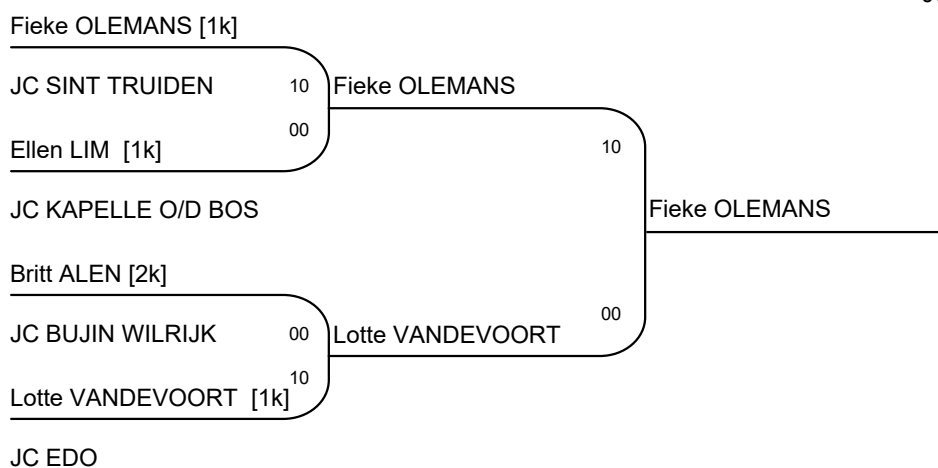 Fieke OLEMANS [1k]
JC SINT TRUIDEN
10
Fieke OLEMANS
00
Ellen LIM [1k]
10
JC KAPELLE O/D BOS
Fieke OLEMANS
Britt ALEN [2k]
00
JC BUJIN WILRIJK
00
Lotte VANDEVOORT
10
Lotte VANDEVOORT [1k]
JC EDO